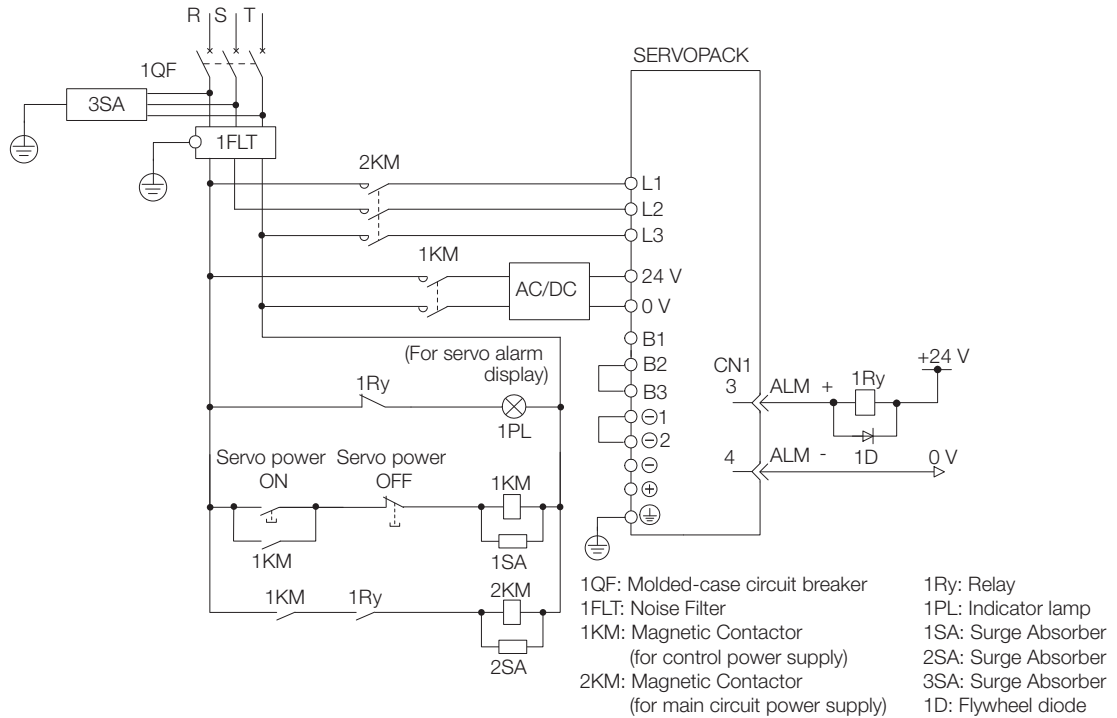 R S T
SERVOPACK
1QF
3SA
1FLT
2KM
L1
L2
L3
1KM
24 V
AC/DC
0 V
B1
(For servo alarm
display)
B2
CN1
+24 V
1Ry
B3
3
ALM +
1Ry
⊖1
1PL
⊖2
1D
Servo power
ON
Servo power
OFF
4
ALM -
0 V
⊖
1KM
⊕
1KM
1SA
1KM
1Ry
2KM
2SA
1QF: Molded-case circuit breaker
1FLT: Noise Filter
1KM: Magnetic Contactor
(for control power supply)
2KM: Magnetic Contactor
(for main circuit power supply)
1Ry: Relay
1PL: Indicator lamp
1SA: Surge Absorber
2SA: Surge Absorber
3SA: Surge Absorber
1D: Flywheel diode